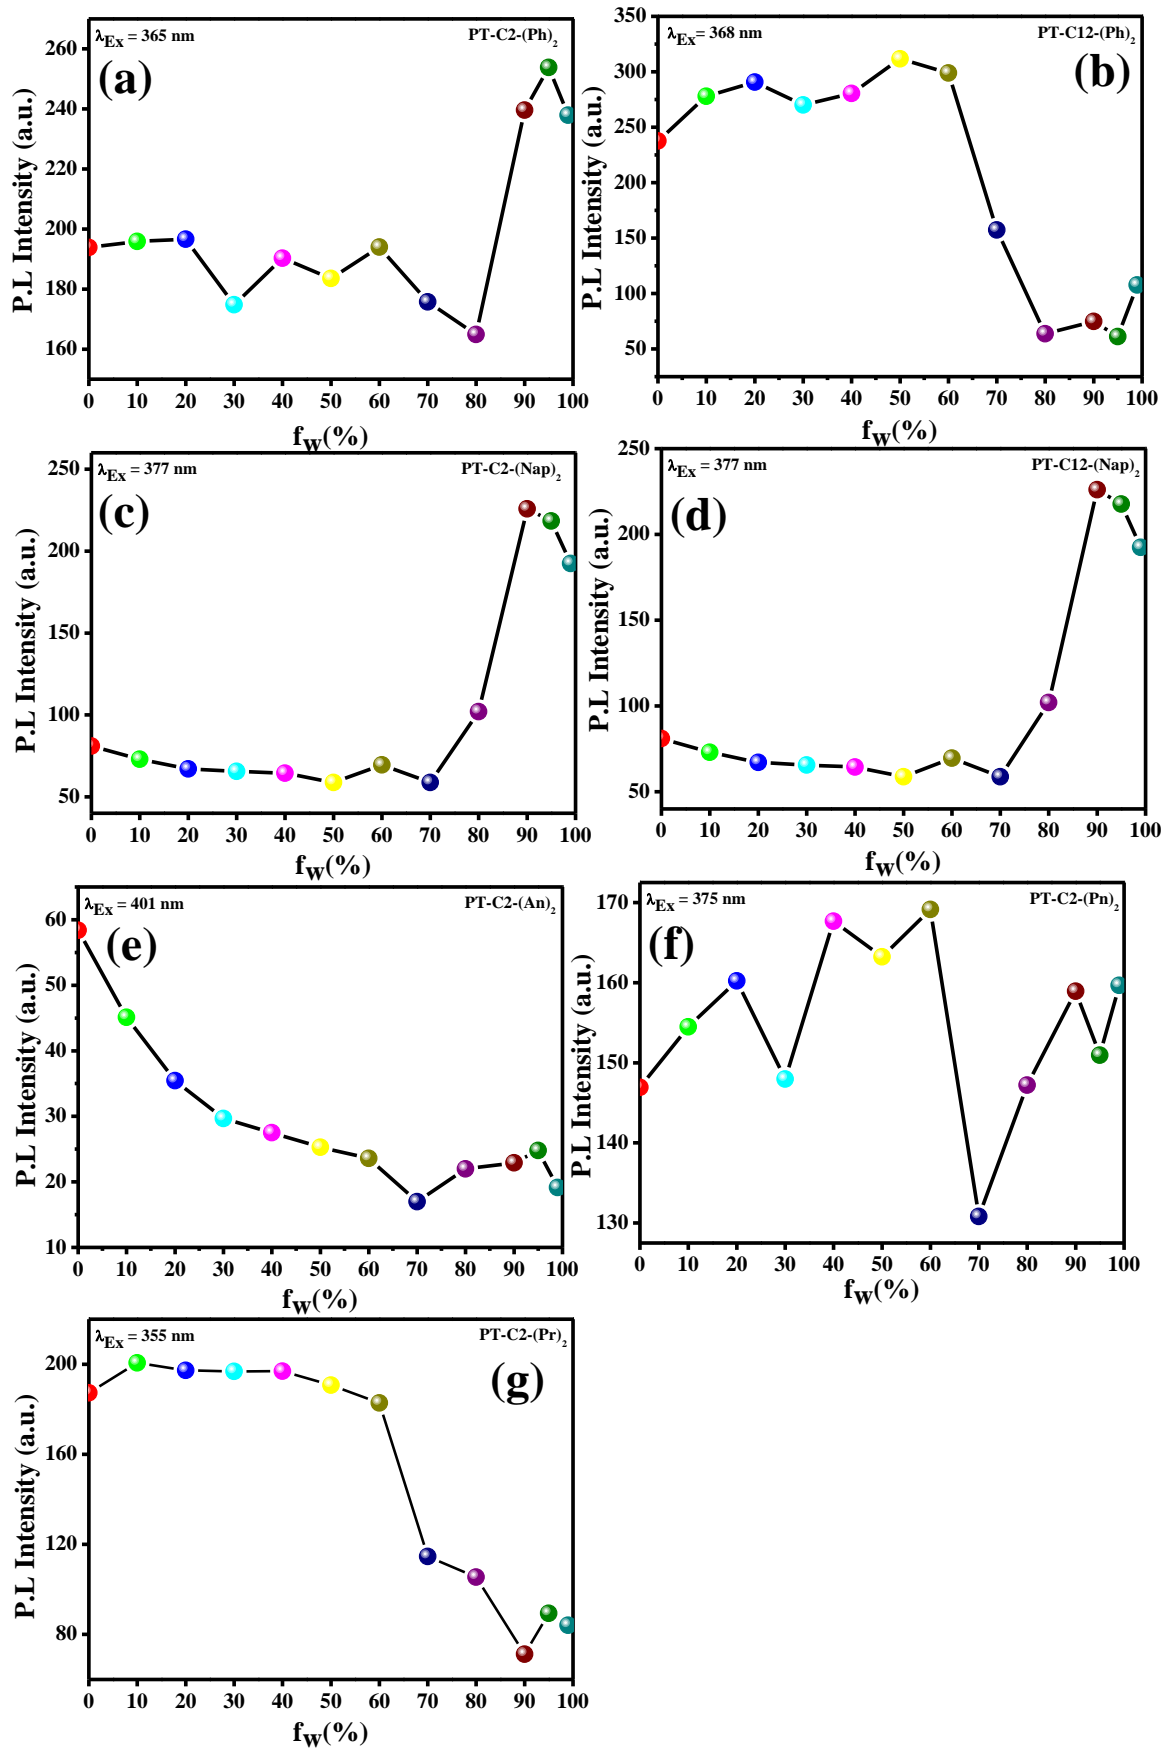 λEx = 365 nm PT-C2-(Ph)2
(a)
P.L Intensity (a.u.)
260
240
220
200
180
160
0 10 20 30 40 50 60 70 80 90 100
fW(%)
λEx = 368 nm PT-C12-(Ph)2
(b)
P.L Intensity (a.u.)
350
300
250
200
150
100
50
0 10 20 30 40 50 60 70 80 90 100
fW(%)
λEx = 377 nm PT-C2-(Nap)2
(c)
P.L Intensity (a.u.)
250
200
150
100
50
0 10 20 30 40 50 60 70 80 90 100
fW(%)
λEx = 377 nm PT-C12-(Nap)2
(d)
P.L Intensity (a.u.)
250
200
150
100
50
0 10 20 30 40 50 60 70 80 90 100
fW(%)
λEx = 401 nm PT-C2-(An)2
(e)
P.L Intensity (a.u.)
60
50
40
30
20
10
0 10 20 30 40 50 60 70 80 90 100
fW(%)
λEx = 375 nm PT-C2-(Pn)2
(f)
P.L Intensity (a.u.)
170
160
150
140
130
0 10 20 30 40 50 60 70 80 90 100
fW(%)
λEx = 355 nm PT-C2-(Pr)2
(g)
P.L Intensity (a.u.)
200
160
120
80
0 10 20 30 40 50 60 70 80 90 100
fW(%)